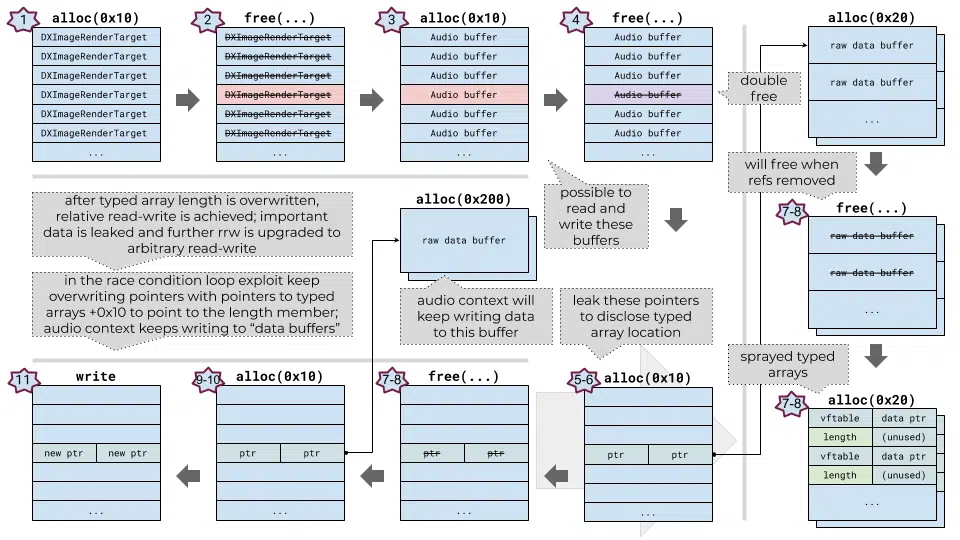 1
alloc(0x10)
DXImageRenderTarget
DXImageRenderTarget
DXImageRenderTarget
DXImageRenderTarget
DXImageRenderTarget
DXImageRenderTarget
...
2
free(...)
DXImageRenderTarget
DXImageRenderTarget
DXImageRenderTarget
DXImageRenderTarget
DXImageRenderTarget
DXImageRenderTarget
...
3
alloc(0x10)
Audio buffer
Audio buffer
Audio buffer
Audio buffer
Audio buffer
Audio buffer
...
4
free(...)
Audio buffer
Audio buffer
Audio buffer
Audio buffer
Audio buffer
Audio buffer
...
double
free
alloc(0x20)
raw data buffer
raw data buffer
...
will free when
refs removed
7-8
free(...)
raw data buffer
raw data buffer
...
sprayed typed
arrays
7-8
alloc(0x20)
vftable data ptr
length (unused)
vftable data ptr
length (unused)
...
possible to
read and
write these
buffers
after typed array length is overwritten,
relative read-write is achieved; important
data is leaked and further rrw is upgraded to
arbitrary read-write
in the race condition loop exploit keep
overwriting pointers with pointers to typed
arrays +0x10 to point to the length member;
audio context keeps writing to “data buffers”
alloc(0x200)
raw data buffer
audio context will
keep writing data
to this buffer
leak these pointers
to disclose typed
array location
5-6
alloc(0x10)
ptr ptr
...
7-8
free(...)
ptr ptr
...
9-10
alloc(0x10)
ptr ptr
...
11
write
new ptr new ptr
...